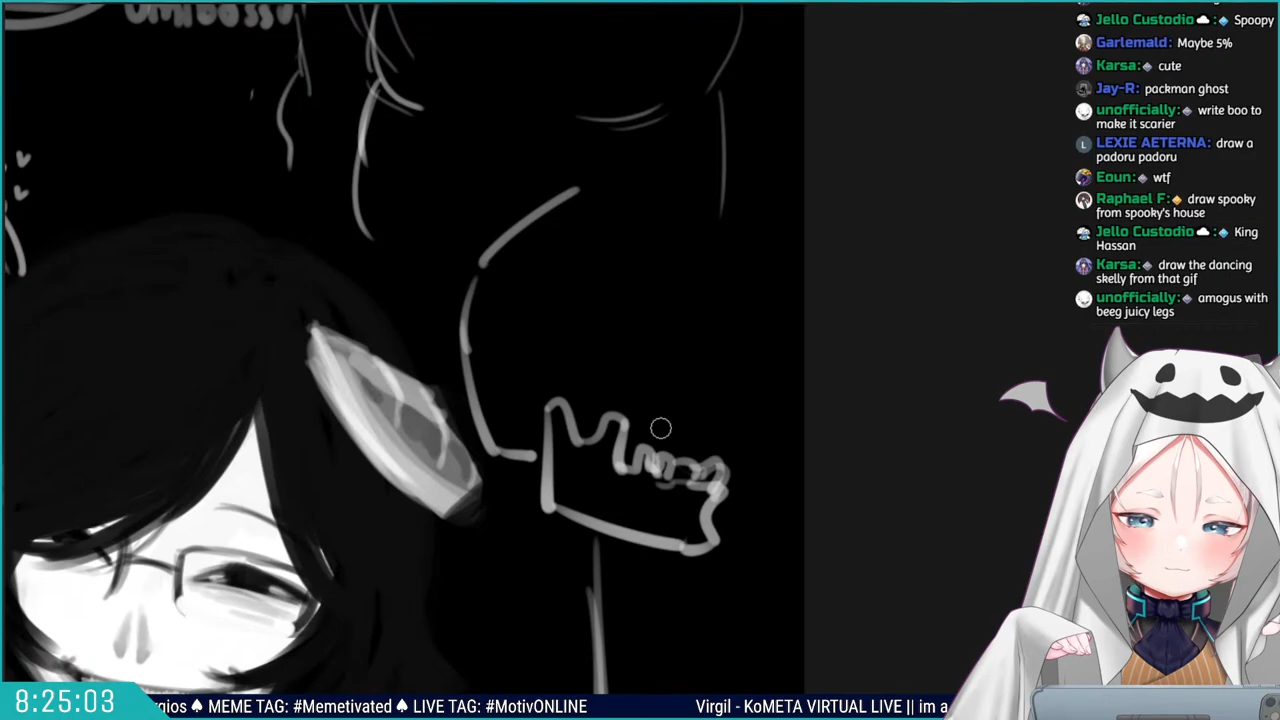 Jello Custodio : Spoopy
Garlemald: Maybe 5%
Karsa: cute
Jay-R: packman ghost
unofficially: write boo to
make it scarier
LEXIE AETERNA: draw a
padoru padoru
Eoun: wtf
Raphael F: draw spooky
from spooky's house
Jello Custodio : King
Hassan
Karsa: draw the dancing
skelly from that gif
unofficially: amogus with
beeg juicy legs
L
8:25:03
rgios ♠ MEME TAG: #Memetivated ♠ LIVE TAG: #MotivONLINE
Virgil - KoMETA VIRTUAL LIVE || im a